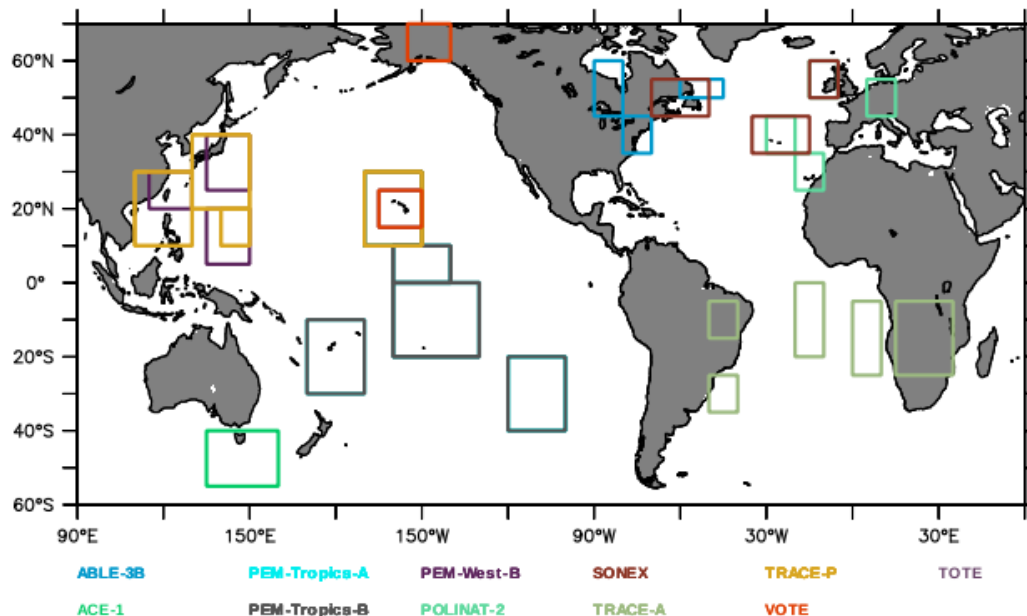 60°N
40°N
20°N
0°
20°S
40°S
60°S
90°E 150°E 150°W 90°W 30°W 30°E
ABLE-3B PEM-Tropics-A PEM-West-B SONEX TRACE-P TOTE
ACE-1 PEM-Tropics-B POLINAT-2 TRACE-A VOTE